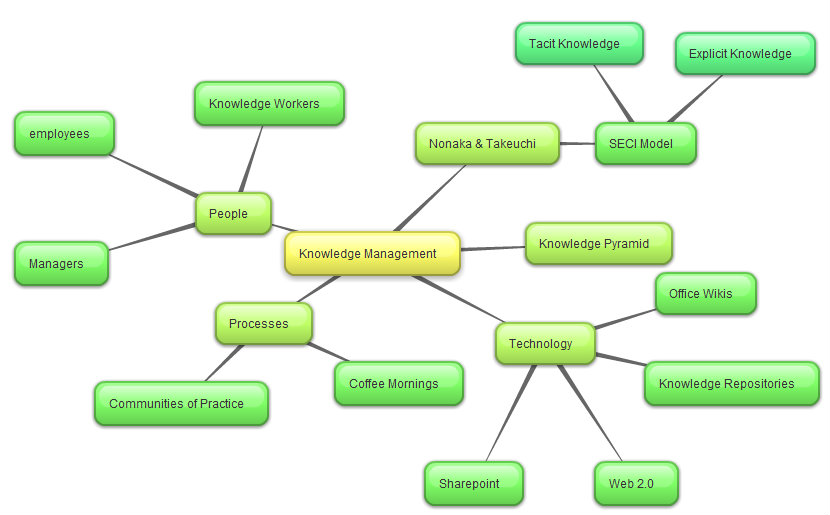 Tacit Knowledge
Explicit Knowledge
Knowledge Workers
employees
Nonaka & Takeuchi
SECI Model
People
Knowledge Management
Knowledge Pyramid
Managers
Office Wikis
Processes
Technology
Coffee Mornings
Knowledge Repositories
Communities of Practice
Sharepoint
Web 2.0